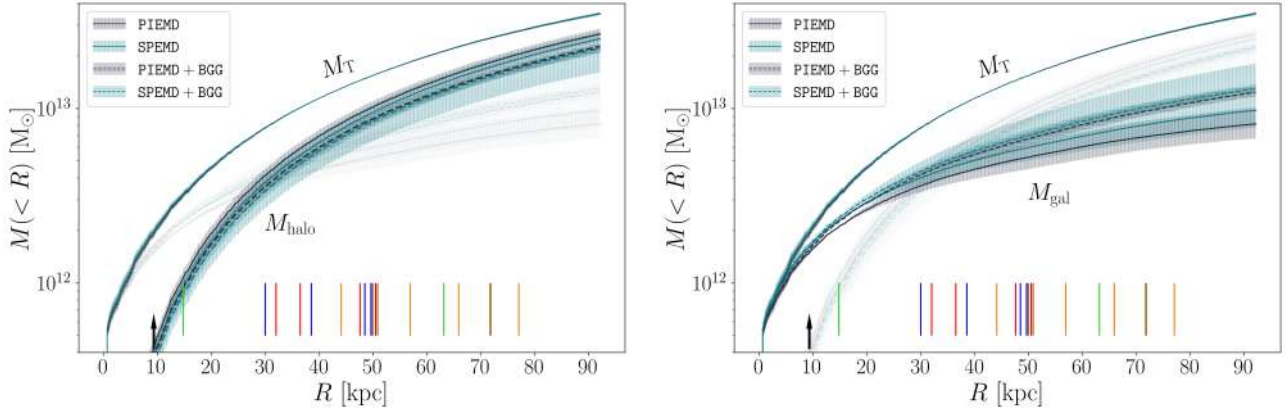 PIEMD
SPEMD
PIEMD + BGG
SPEMD + BGG
M_T
M_halo
10^13
10^12
M(< R) [M_⊙]
0 10 20 30 40 50 60 70 80 90
R [kpc]
PIEMD
SPEMD
PIEMD + BGG
SPEMD + BGG
M_T
M_gal
10^13
10^12
M(< R) [M_⊙]
0 10 20 30 40 50 60 70 80 90
R [kpc]